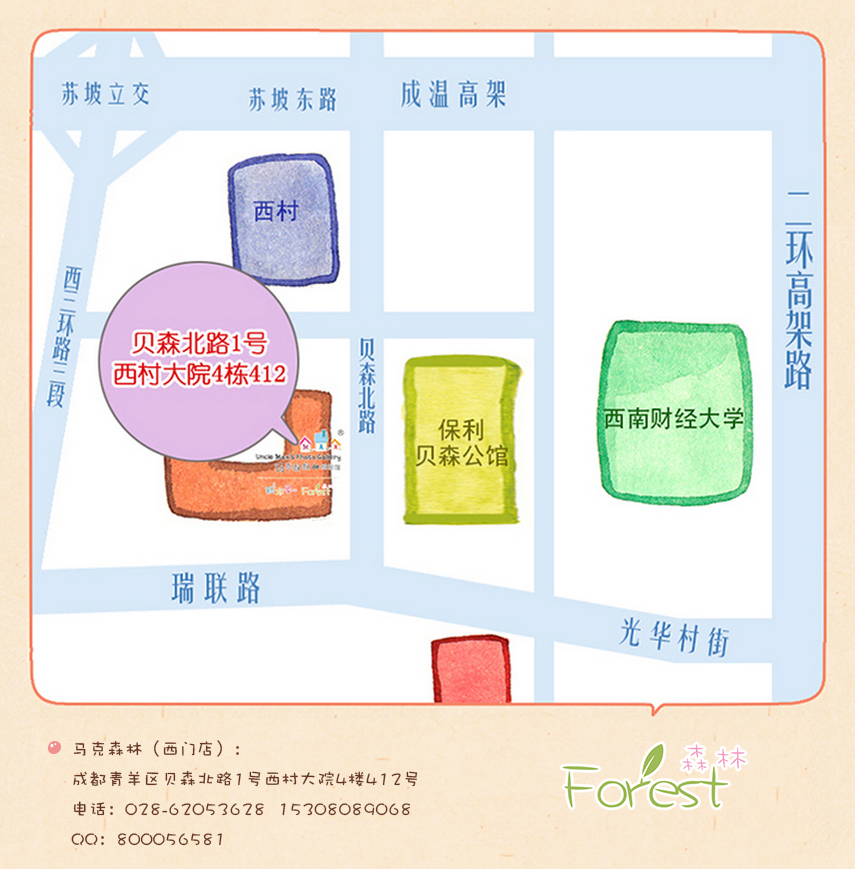 苏坡立交
苏坡东路
成温高架
西村
二环高架路
西三环路三段
贝森北路1号
西村大院4栋412
贝森北路
保利
贝森公馆
西南财经大学
瑞联路
光华村街
马克森林（西门店）：
成都青羊区贝森北路1号西村大院4楼412号
电话：028-62053628 15308089068
QQ：800056581
森林
Forest